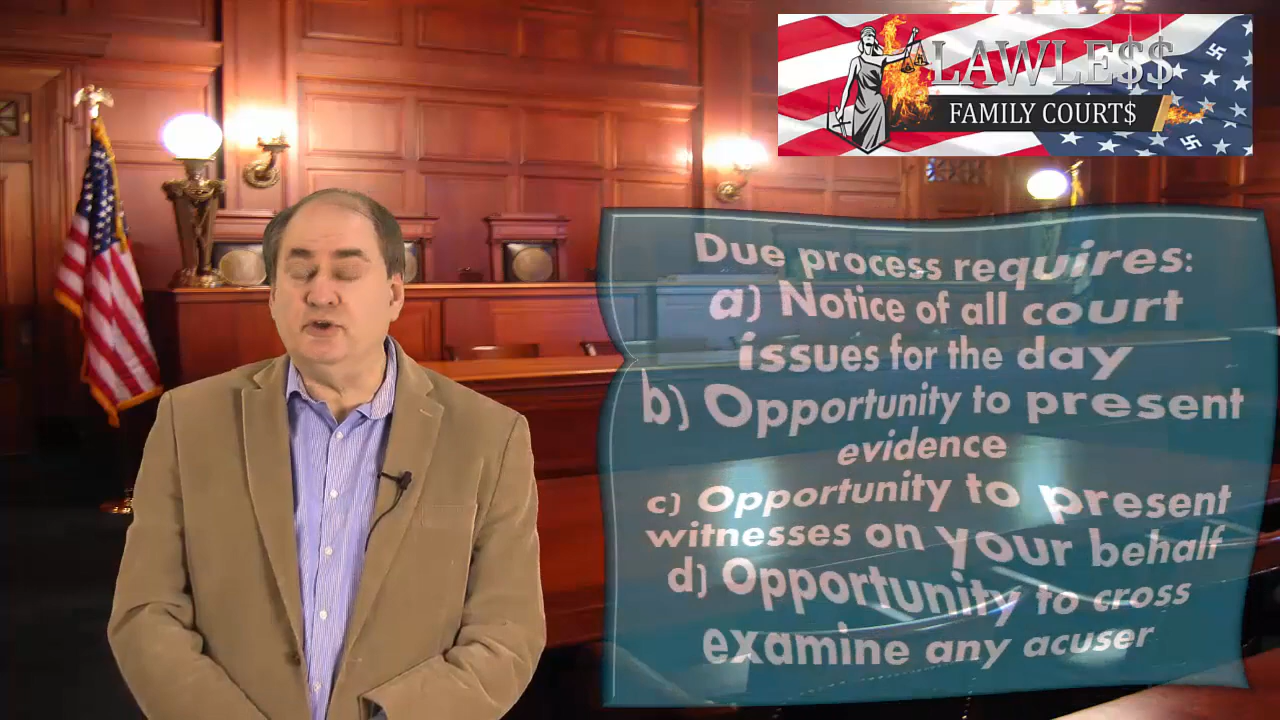 LAWLE$$
FAMILY COURT$
Due process requires:
a) Notice of all court
issues for the day
b) Opportunity to present
evidence
c) Opportunity to present
witnesses on your behalf
d) Opportunity to cross
examine any acuser